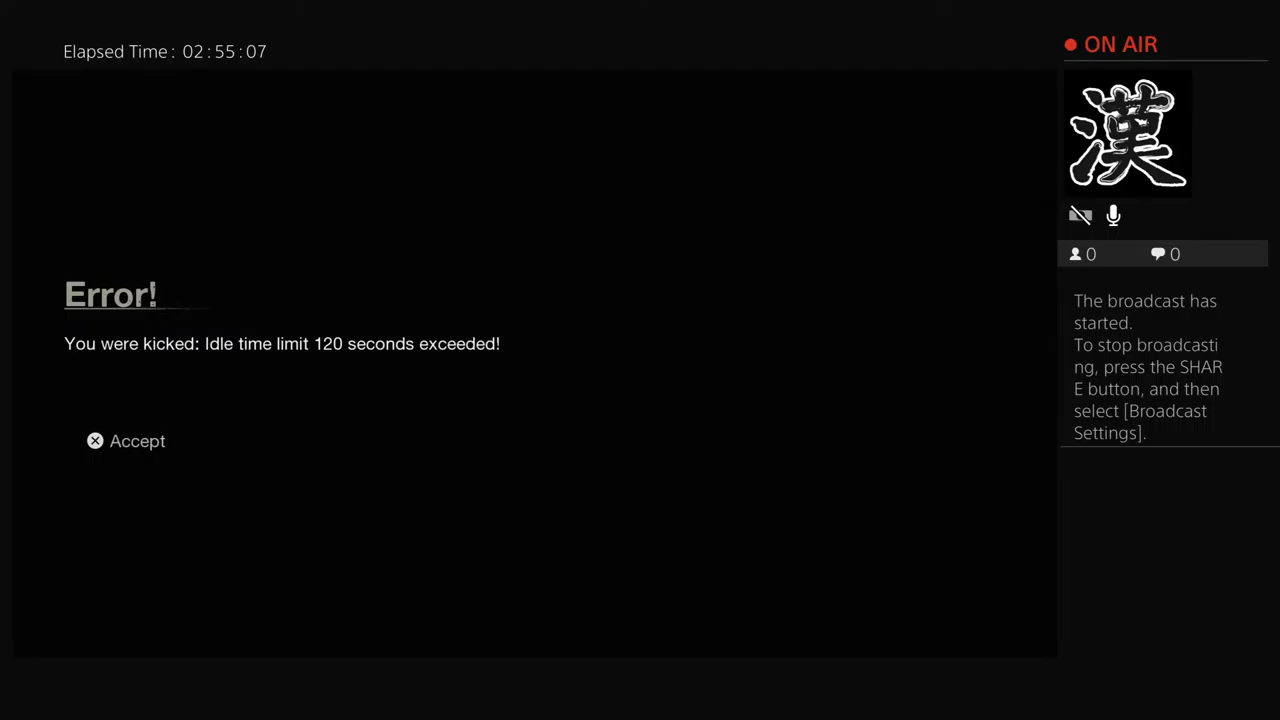 Elapsed Time : 02:55:07
ON AIR
漢
0 0
Error!
You were kicked: Idle time limit 120 seconds exceeded!
Accept
The broadcast has
started.
To stop broadcasti
ng, press the SHAR
E button, and then
select [Broadcast
Settings].